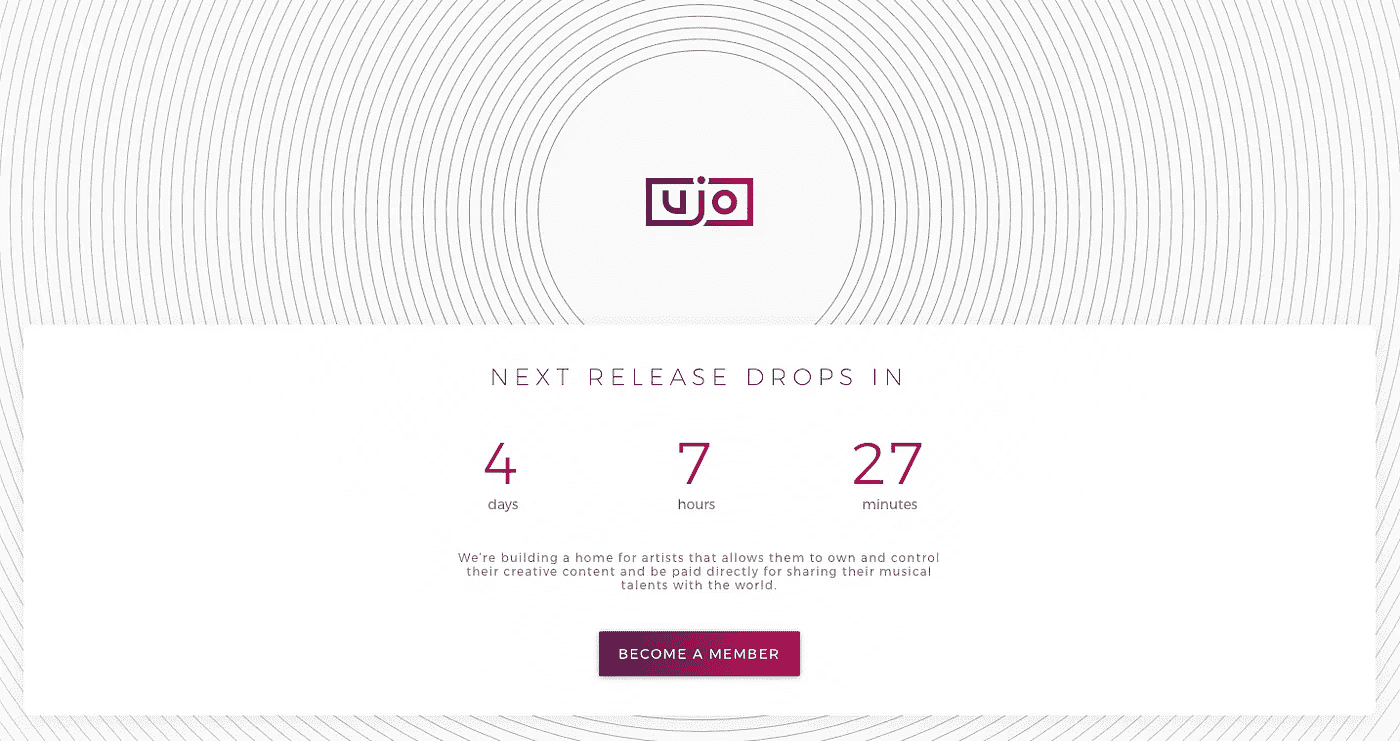 ujo
NEXT RELEASE DROPS IN
4 7 27
days hours minutes
We're building a home for artists that allows them to own and control
their creative content and be paid directly for sharing their musical
talents with the world.
BECOME A MEMBER